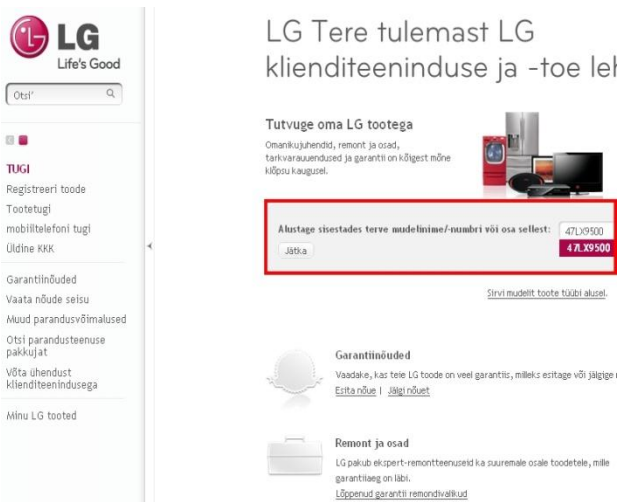 LG
Life's Good
Otsi'
TUGI
Registreeri toode
Tootetugi
mobiiltelefoni tugi
Üldine KKK
Garantiinõuded
Vaata nõude seisu
Muud parandusvõimalused
Otsi parandusteenuse
pakkujat
Võta ühendust
klienditeenindusega
Minu LG tooted
LG Tere tulemast LG
klienditeeninduse ja -toe leh
Tutvuge oma LG tootega
Omanikujuhendid, remont ja osad,
tarkvarauuendused ja garantii on kõigest mõne
klõpsu kaugusel.
Alustage sisestades terve mudelinime/-numbri või osa sellest: 47LX9500
Jätka 47LX9500
Sirvi mudelit toote tüübi alusel.
Garantiinõuded
Vaadake, kas teie LG toode on veel garantiis, milleks esitage või jälgige
Esita nõue | Jälgi nõuet
Remont ja osad
LG pakub ekspert-remontteenuseid ka suuremale osale toodetele, mille
garantiiaeg on läbi.
Lõppenud garantii remondivalikud